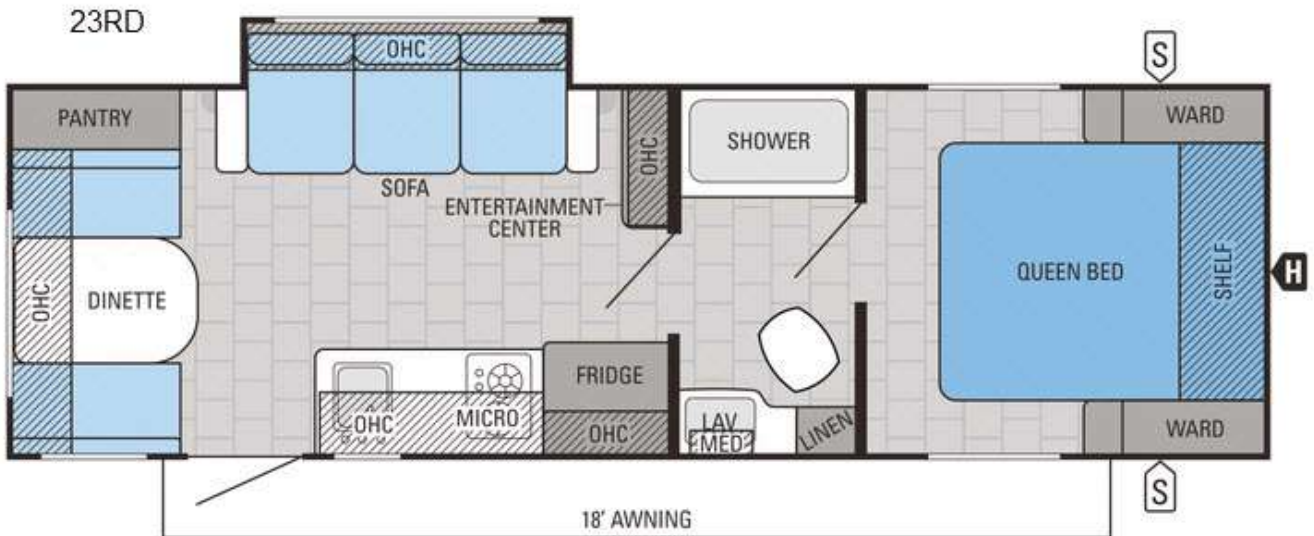 23RD
OHC
S
PANTRY
WARD
SHOWER
OHC
SOFA
ENTERTAINMENT
CENTER
OHC
DINETTE
QUEEN BED
SHELF
H
FRIDGE
OHC
MICRO
OHC
LAV
MED
LINEN
WARD
S
18' AWNING